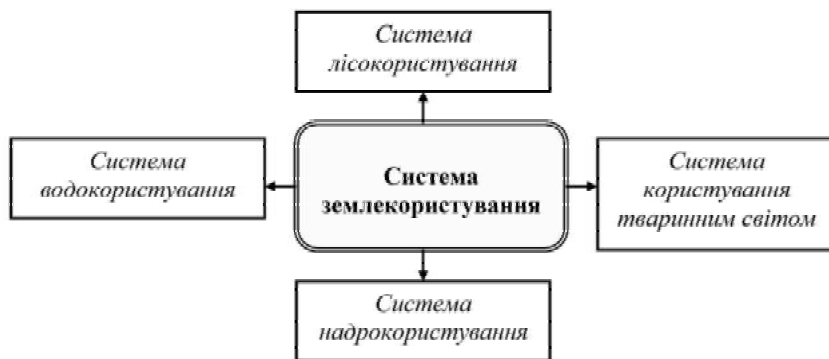 Система
лісокористування
Система
водокористування
Система
землекористування
Система
користування
тваринним світом
Система
надрокористування